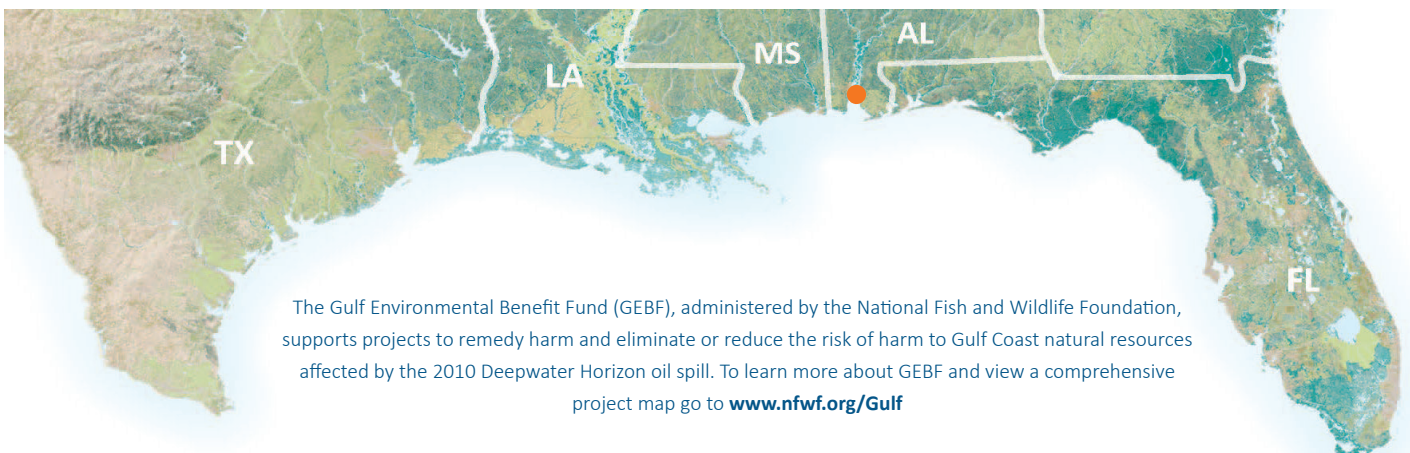 AL
MS
LA
TX
FL
The Gulf Environmental Benefit Fund (GEBF), administered by the National Fish and Wildlife Foundation,
supports projects to remedy harm and eliminate or reduce the risk of harm to Gulf Coast natural resources
affected by the 2010 Deepwater Horizon oil spill. To learn more about GEBF and view a comprehensive
project map go to www.nfwf.org/Gulf